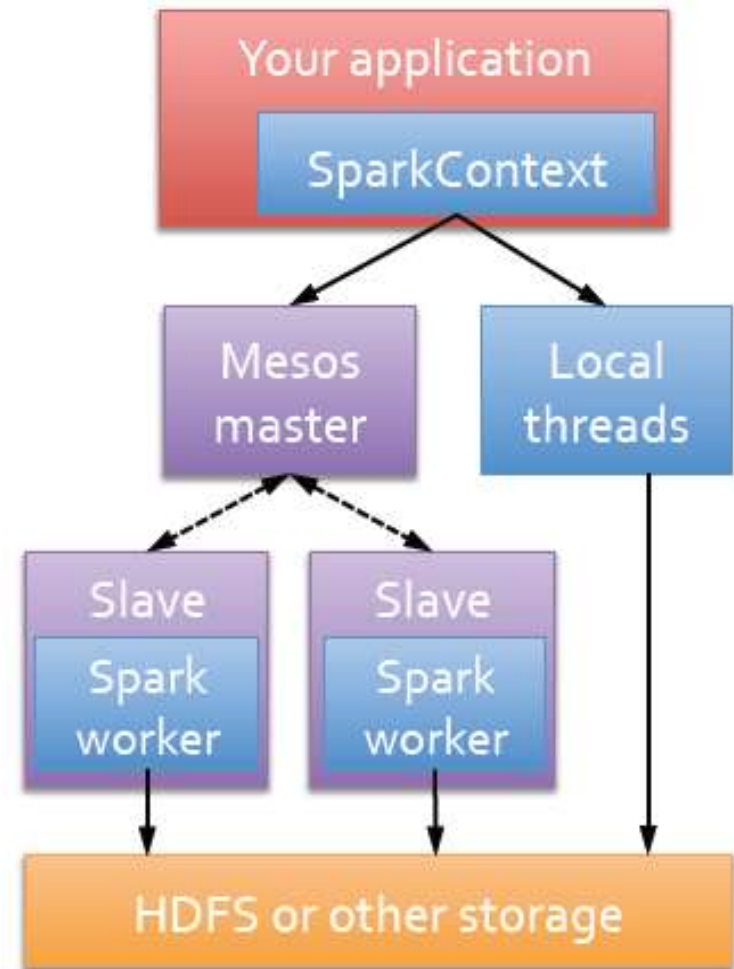 Your application
SparkContext
Mesos
master
Local
threads
Slave
Spark
worker
Slave
Spark
worker
HDFS or other storage